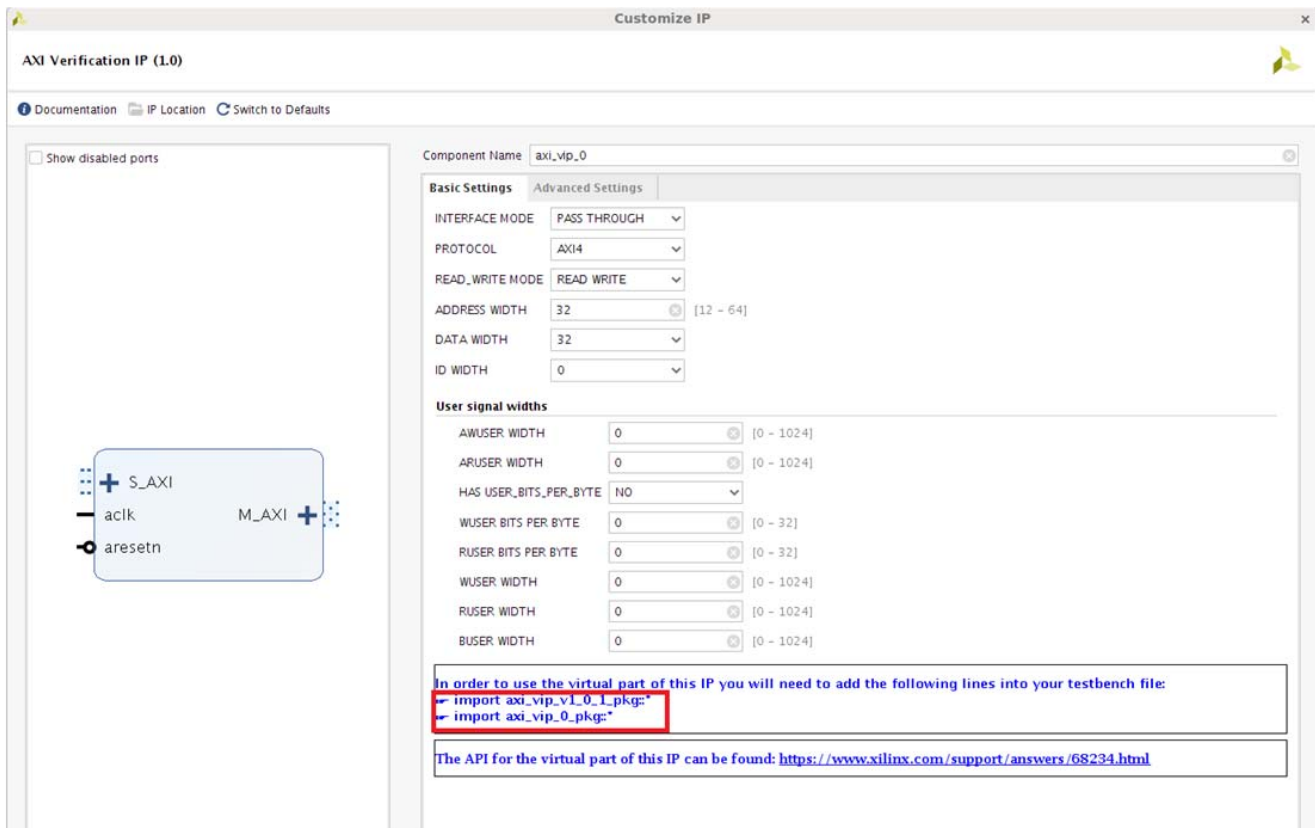 Customize IP
AXI Verification IP (1.0)
Documentation IP Location Switch to Defaults
Show disabled ports
S_AXI
aclk
M_AXI
aresetn
Component Name axi_vip_0
Basic Settings Advanced Settings
INTERFACE MODE PASS THROUGH
PROTOCOL AXI4
READ_WRITE MODE READ WRITE
ADDRESS WIDTH 32 [12 - 64]
DATA WIDTH 32
ID WIDTH 0
User signal widths
AWUSER WIDTH 0 [0 - 1024]
ARUSER WIDTH 0 [0 - 1024]
HAS USER_BITS_PER_BYTE NO
WUSER BITS PER BYTE 0 [0 - 32]
RUSER BITS PER BYTE 0 [0 - 32]
WUSER WIDTH 0 [0 - 1024]
RUSER WIDTH 0 [0 - 1024]
BUSER WIDTH 0 [0 - 1024]
In order to use the virtual part of this IP you will need to add the following lines into your testbench file:
☛ import axi_vip_v1_0_1_pkg::*
☛ import axi_vip_0_pkg::*
The API for the virtual part of this IP can be found: https://www.xilinx.com/support/answers/68234.html